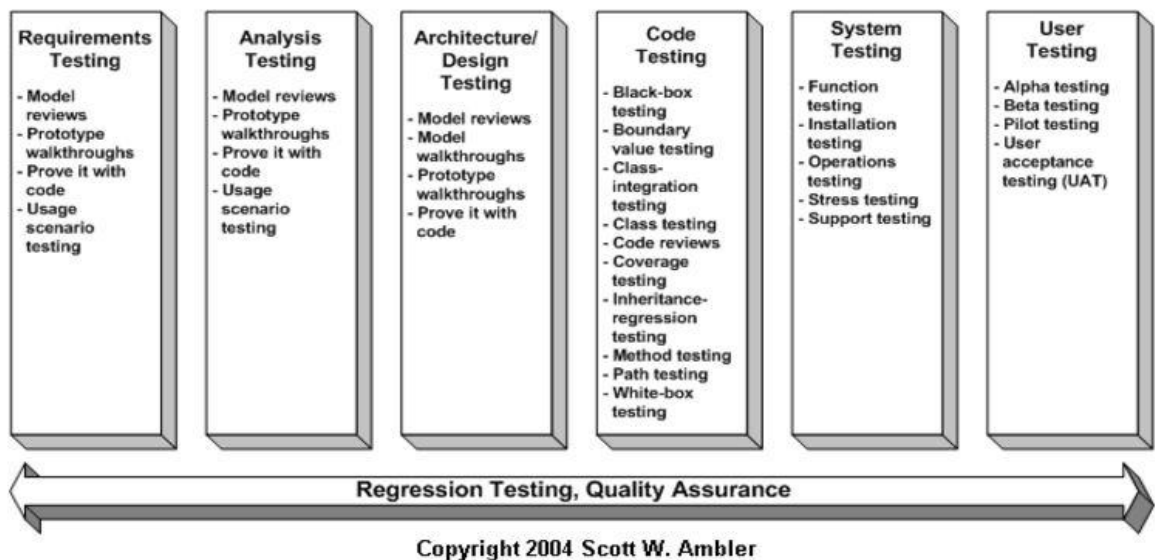 Requirements
Testing
- Model
reviews
- Prototype
walkthroughs
- Prove it with
code
- Usage
scenario
testing
Analysis
Testing
- Model reviews
- Prototype
walkthroughs
- Prove it with
code
- Usage
scenario
testing
Architecture/
Design
Testing
- Model reviews
- Model
walkthroughs
- Prototype
walkthroughs
- Prove it with
code
Code
Testing
- Black-box
testing
- Boundary
value testing
- Class-
integration
testing
- Class testing
- Code reviews
- Coverage
testing
- Inheritance-
regression
testing
- Method testing
- Path testing
- White-box
testing
System
Testing
- Function
testing
- Installation
testing
- Operations
testing
- Stress testing
- Support testing
User
Testing
- Alpha testing
- Beta testing
- Pilot testing
- User
acceptance
testing (UAT)
Regression Testing, Quality Assurance
Copyright 2004 Scott W. Ambler